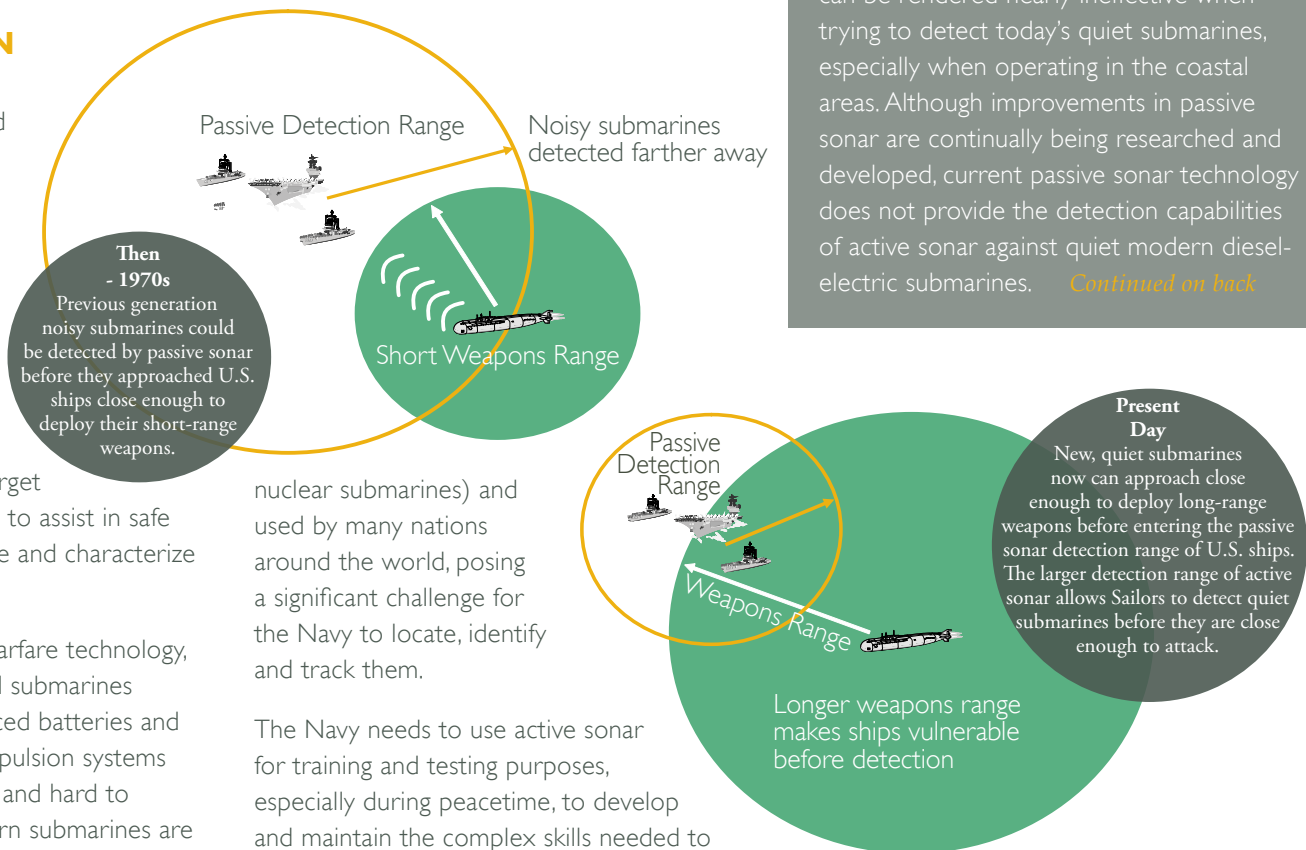 N
d
can be rendered nearly ineffective when
trying to detect today's quiet submarines,
especially when operating in the coastal
areas. Although improvements in passive
sonar are continually being researched and
developed, current passive sonar technology
does not provide the detection capabilities
of active sonar against quiet modern diesel-
electric submarines. Continued on back
Passive Detection Range
Noisy submarines
detected farther away
Then
- 1970s
Previous generation
noisy submarines could
be detected by passive sonar
before they approached U.S.
ships close enough to
deploy their short-range
weapons.
Short Weapons Range
rget
to assist in safe
e and characterize
arfare technology,
l submarines
ced batteries and
pulsion systems
and hard to
rn submarines are
nuclear submarines) and
used by many nations
around the world, posing
a significant challenge for
the Navy to locate, identify
and track them.
The Navy needs to use active sonar
for training and testing purposes,
especially during peacetime, to develop
and maintain the complex skills needed to
Passive
Detection
Range
Weapons Range
Longer weapons range
makes ships vulnerable
before detection
Present
Day
New, quiet submarines
now can approach close
enough to deploy long-range
weapons before entering the passive
sonar detection range of U.S. ships.
The larger detection range of active
sonar allows Sailors to detect quiet
submarines before they are close
enough to attack.